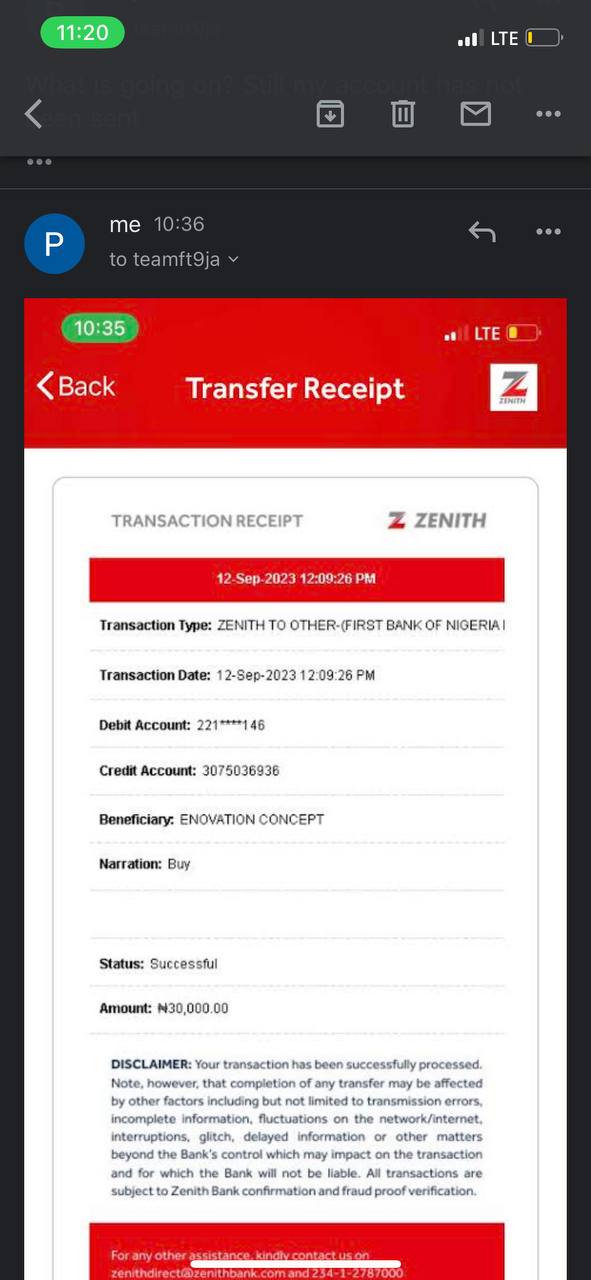 11:20
LTE
What is going on? Still my account has not
been sent
me 10:36
to teamft9ja
P
10:35
LTE
Back
Transfer Receipt
ZENITH
TRANSACTION RECEIPT
ZENITH
12-Sep-2023 12:09:26 PM
Transaction Type: ZENITH TO OTHER-(FIRST BANK OF NIGERIA
Transaction Date: 12-Sep-2023 12:09:26 PM
Debit Account: 221****146
Credit Account: 3075036936
Beneficiary: ENOVATION CONCEPT
Narration: Buy
Status: Successful
Amount: ₦30,000.00
DISCLAIMER: Your transaction has been successfully processed.
Note, however, that completion of any transfer may be affected
by other factors including but not limited to transmission errors,
incomplete information, fluctuations on the network/internet,
interruptions, glitch, delayed information or other matters
beyond the Bank's control which may impact on the transaction
and for which the Bank will not be liable. All transactions are
subject to Zenith Bank confirmation and fraud proof verification.
For any other assistance, kindly contact us on
zenithdirect@zenithbank.com and 234-1-2787000